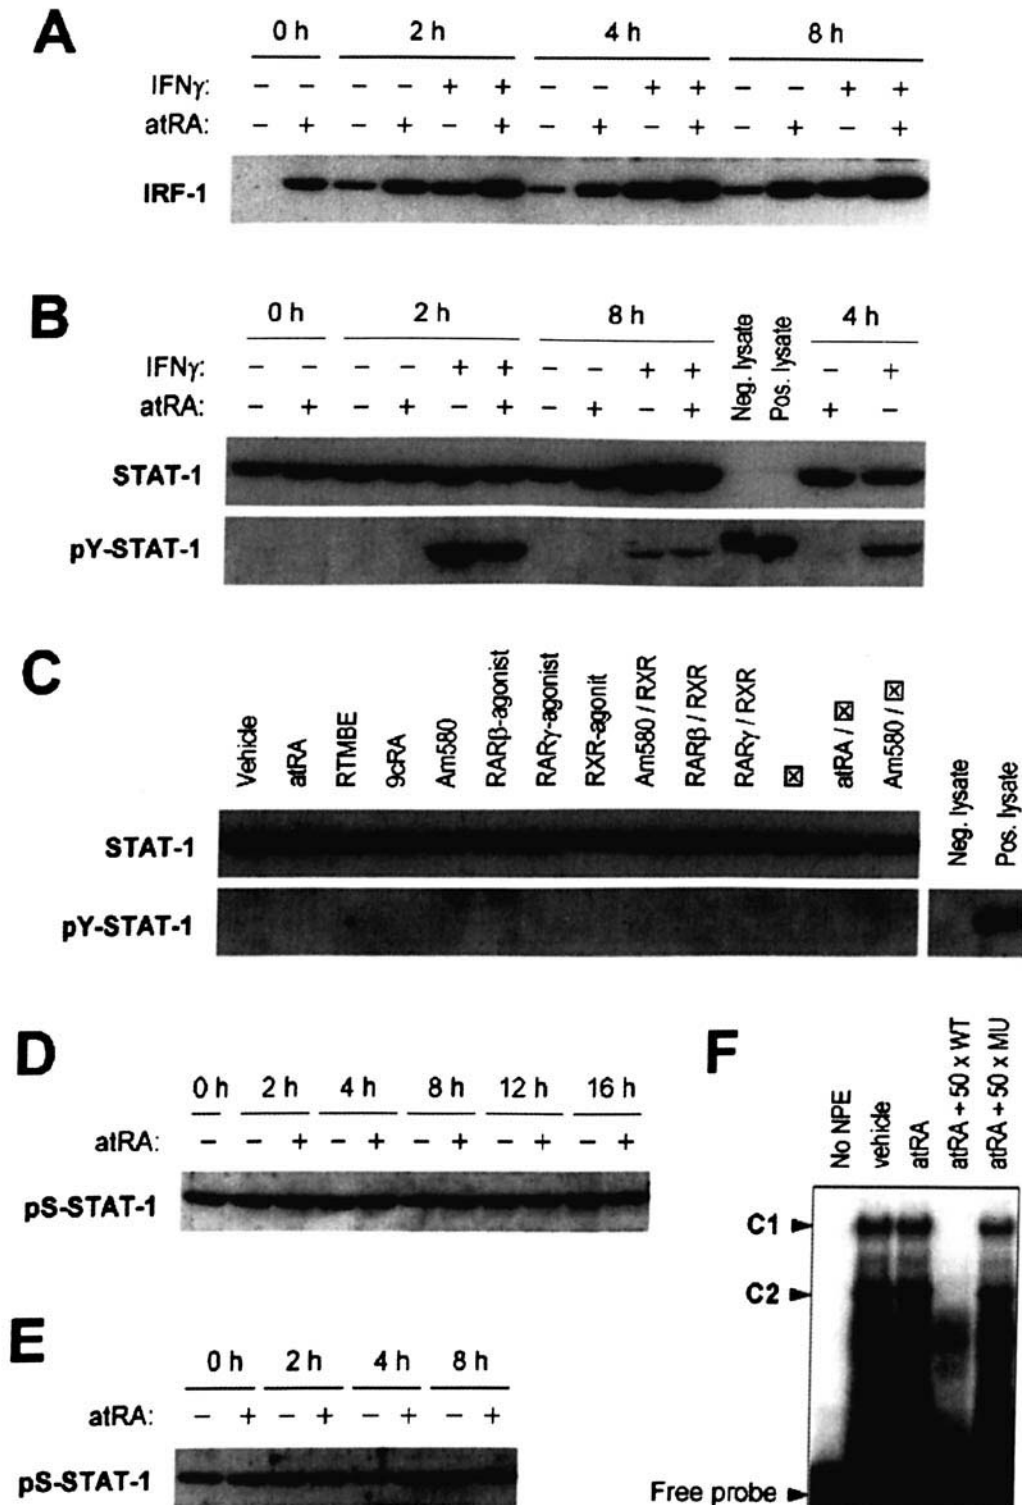 A
0 h 2 h 4 h 8 h
IFNγ: – – – – + + – – + + – – + +
atRA: – + – + – + – + – + – + – +
IRF-1
B
0 h 2 h 8 h Neg. lysate Pos. lysate 4 h
IFNγ: – – – – + + – – + + – +
atRA: – + – + – + – + – + + –
STAT-1
pY-STAT-1
C
Vehicle
atRA
RTMBE
9cRA
Am580
RARβ-agonist
RARγ-agonist
RXR-agonit
Am580 / RXR
RARβ / RXR
RARγ / RXR
☒
atRA / ☒
Am580 / ☒
Neg. lysate
Pos. lysate
STAT-1
pY-STAT-1
D
0 h 2 h 4 h 8 h 12 h 16 h
atRA: – – + – + – + – + – +
pS-STAT-1
E
0 h 2 h 4 h 8 h
atRA: – + – + – + – +
pS-STAT-1
F
No NPE
vehicle
atRA
atRA + 50 x WT
atRA + 50 x MU
C1
C2
Free probe